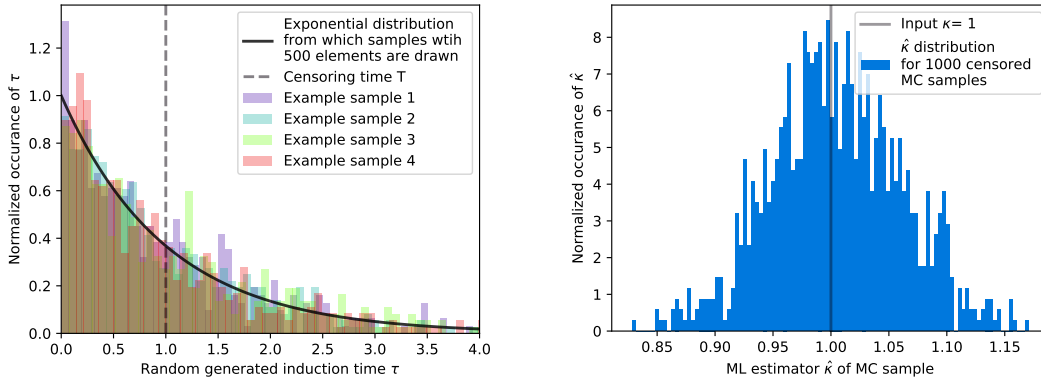 Exponential distribution
from which samples wtih
500 elements are drawn
Censoring time T
Example sample 1
Example sample 2
Example sample 3
Example sample 4
Normalized occurance of τ
1.2
1.0
0.8
0.6
0.4
0.2
0.0
0.0 0.5 1.0 1.5 2.0 2.5 3.0 3.5 4.0
Random generated induction time τ
Input κ= 1
κ̂ distribution
for 1000 censored
MC samples
Normalized occurance of κ̂
8
7
6
5
4
3
2
1
0
0.85 0.90 0.95 1.00 1.05 1.10 1.15
ML estimator κ̂ of MC sample